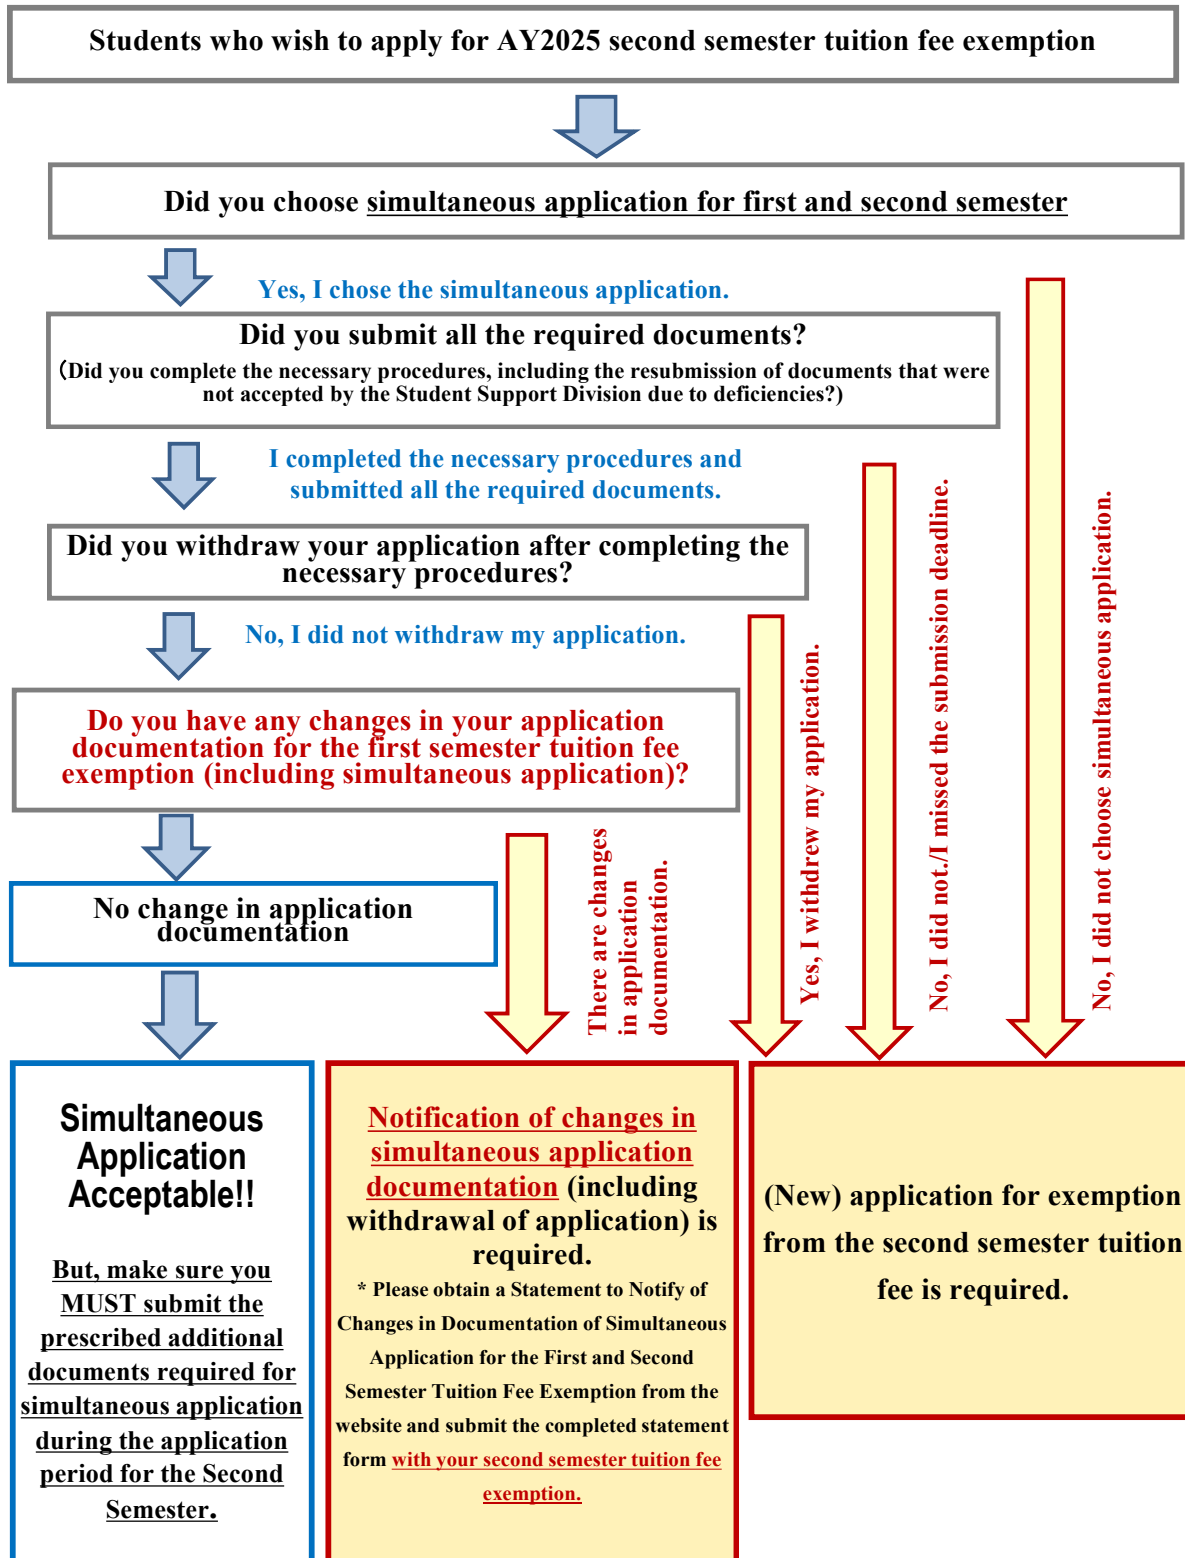 Students who wish to apply for AY2025 second semester tuition fee exemption
Did you choose simultaneous application for first and second semester
Yes, I chose the simultaneous application.
Did you submit all the required documents?
(Did you complete the necessary procedures, including the resubmission of documents that were
not accepted by the Student Support Division due to deficiencies?)
I completed the necessary procedures and
submitted all the required documents.
Did you withdraw your application after completing the
necessary procedures?
No, I did not withdraw my application.
Do you have any changes in your application
documentation for the first semester tuition fee
exemption (including simultaneous application)?
No change in application
documentation
There are changes
in application
documentation.
Yes, I withdrew my application.
No, I did not./I missed the submission deadline.
No, I did not choose simultaneous application.
Simultaneous
Application
Acceptable!!
But, make sure you
MUST submit the
prescribed additional
documents required for
simultaneous application
during the application
period for the Second
Semester.
Notification of changes in
simultaneous application
documentation (including
withdrawal of application) is
required.
* Please obtain a Statement to Notify of
Changes in Documentation of Simultaneous
Application for the First and Second
Semester Tuition Fee Exemption from the
website and submit the completed statement
form with your second semester tuition fee
exemption.
(New) application for exemption
from the second semester tuition
fee is required.